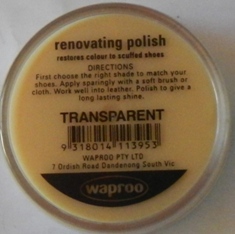 renovating polish
restores colour to scuffed shoes
DIRECTIONS
First choose the right shade to match your
shoes. Apply sparingly with a soft brush or
cloth. Work well into leather. Polish to give a
long lasting shine.
TRANSPARENT
9 318014 113953
WAPROO PTY LTD
7 Ordish Road Dandenong South Vic
waproo